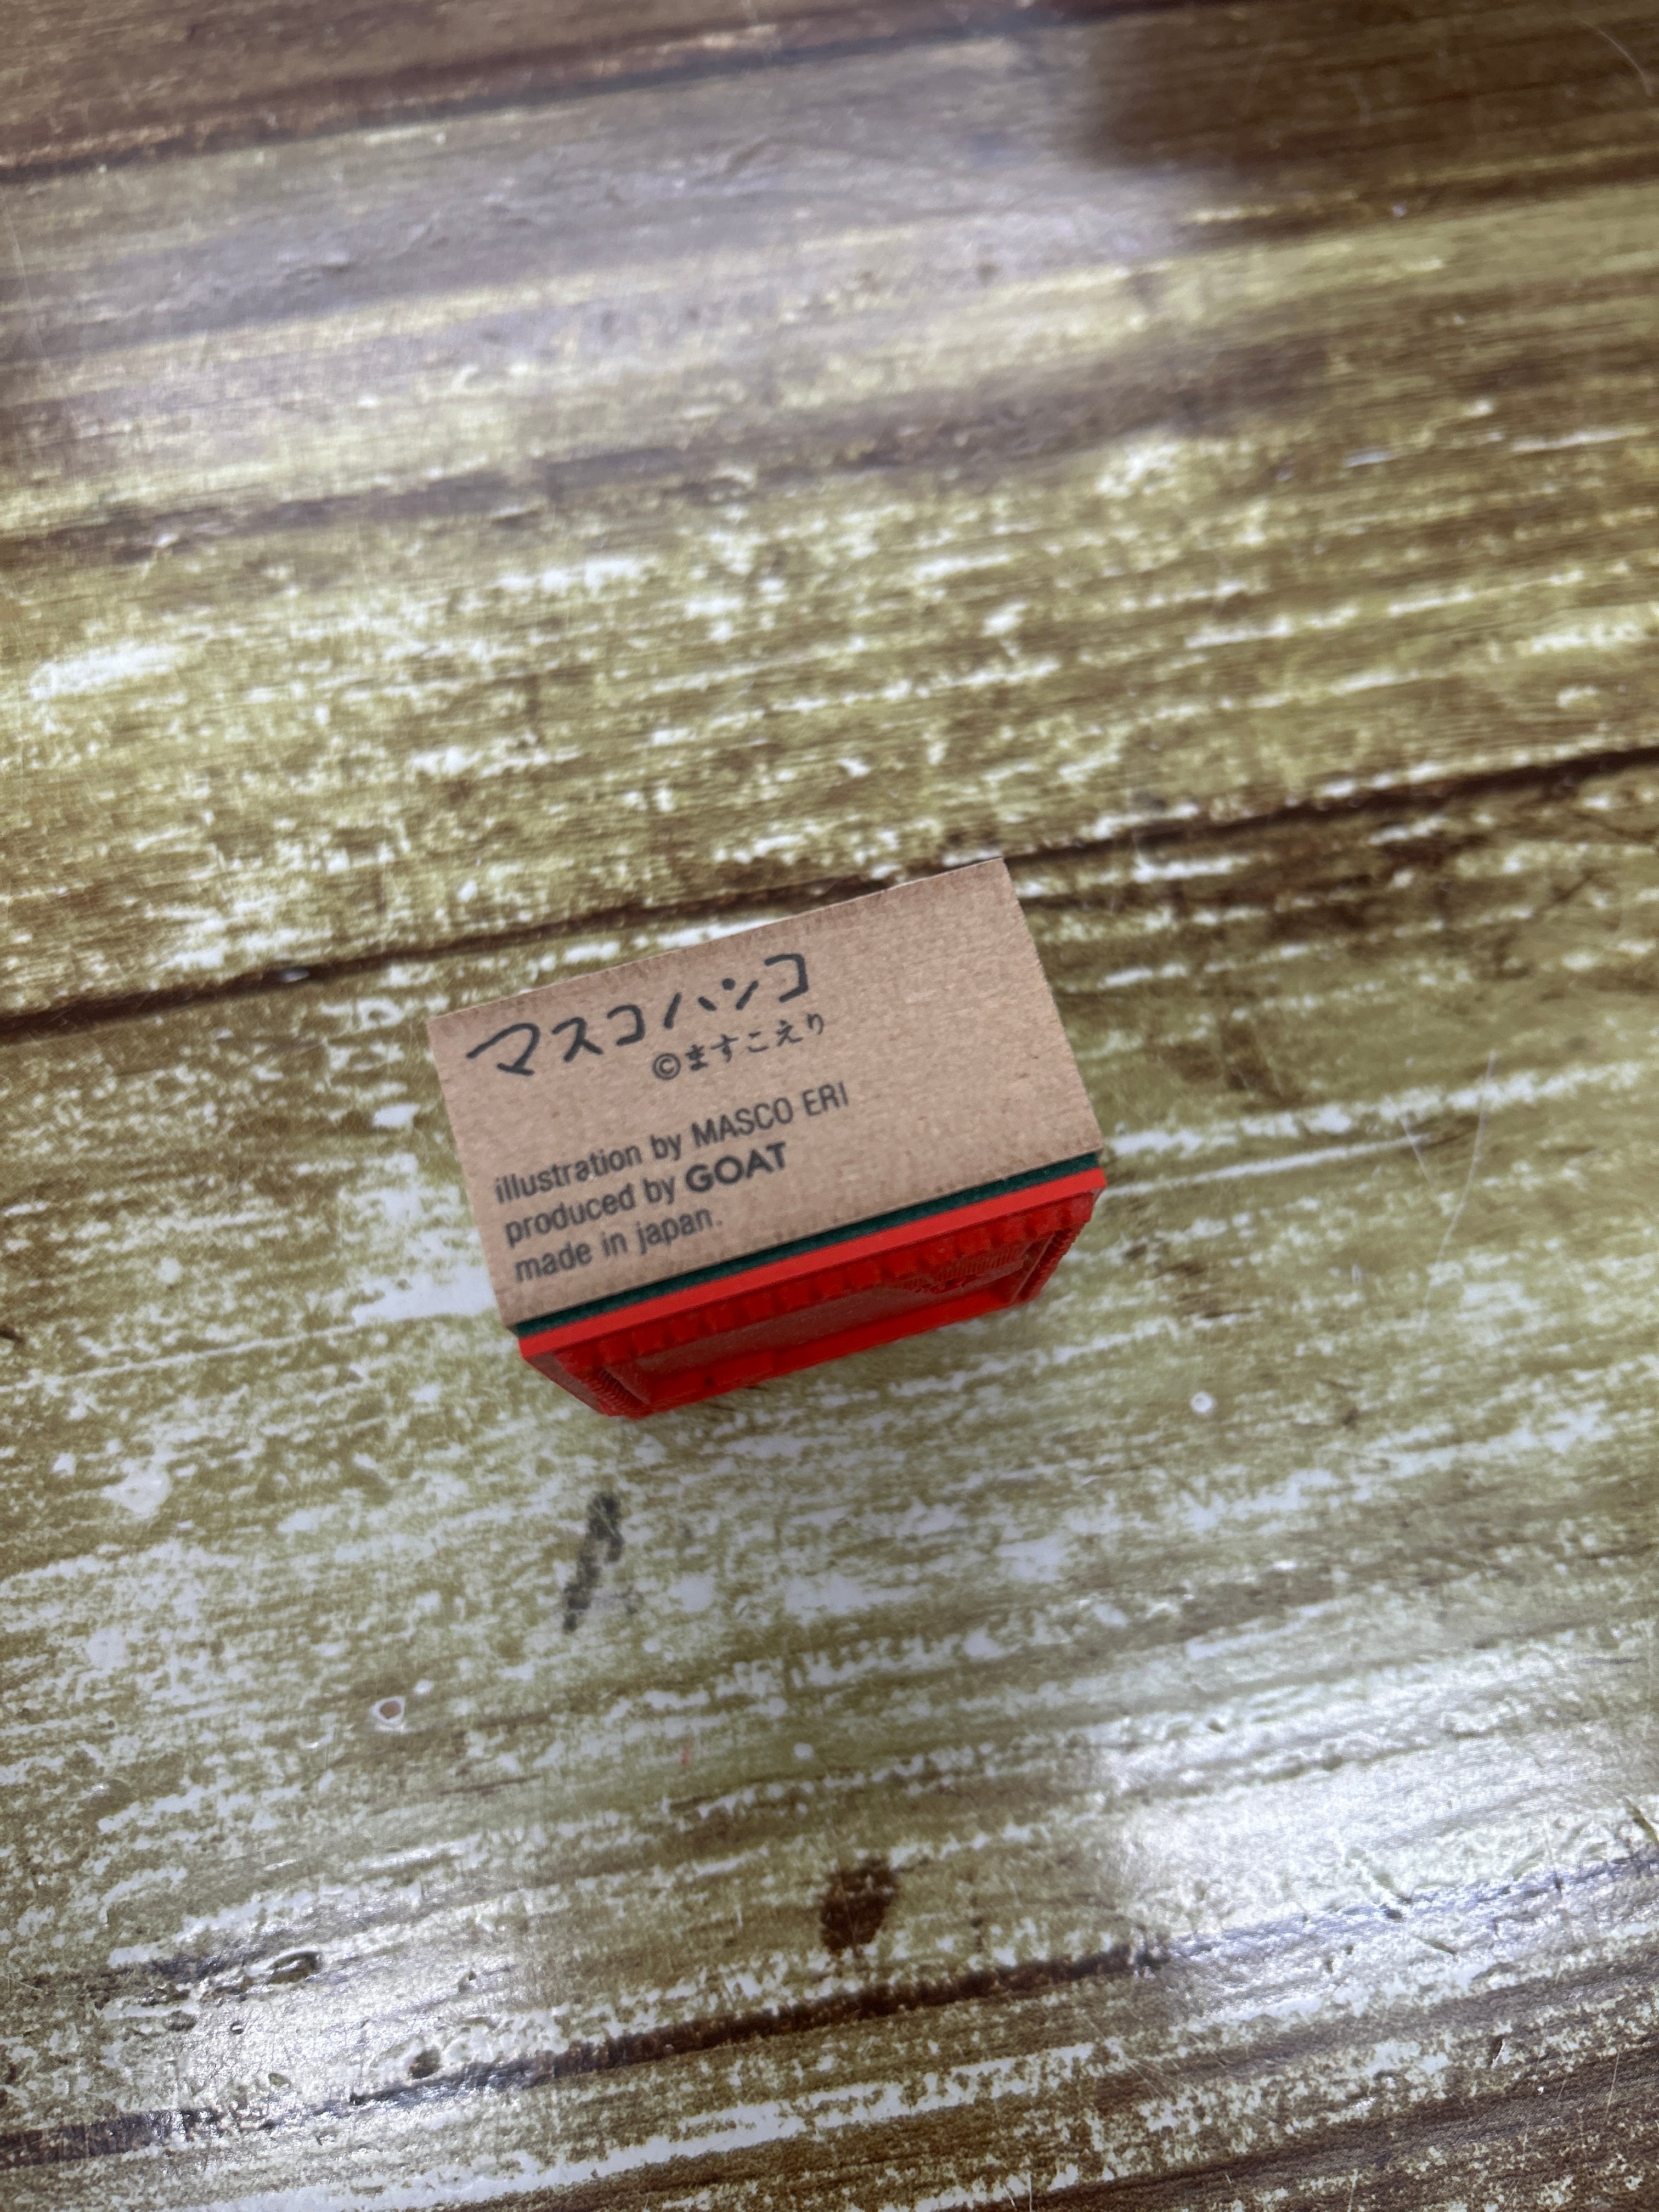 マスコハンコ
©ますこえり
illustration by MASCO ERI
produced by GOAT
made in japan.